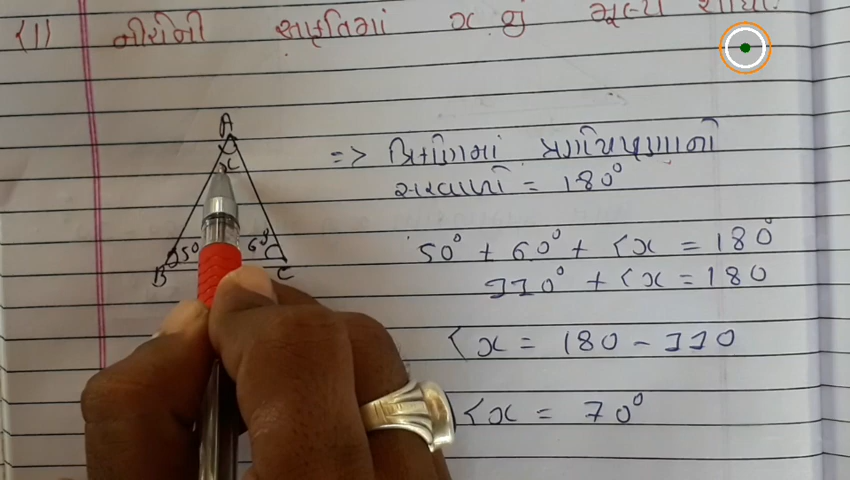 (1) નીચેની આકૃતિમાં x નું મૂલ્ય શોધો.
A
x
50° 60°
B C
=> ત્રિકોણમાં ત્રણેય ખૂણાનો
સરવાળો = 180°
50° + 60° + <x = 180°
110° + <x = 180
<x = 180 - 110
<x = 70°